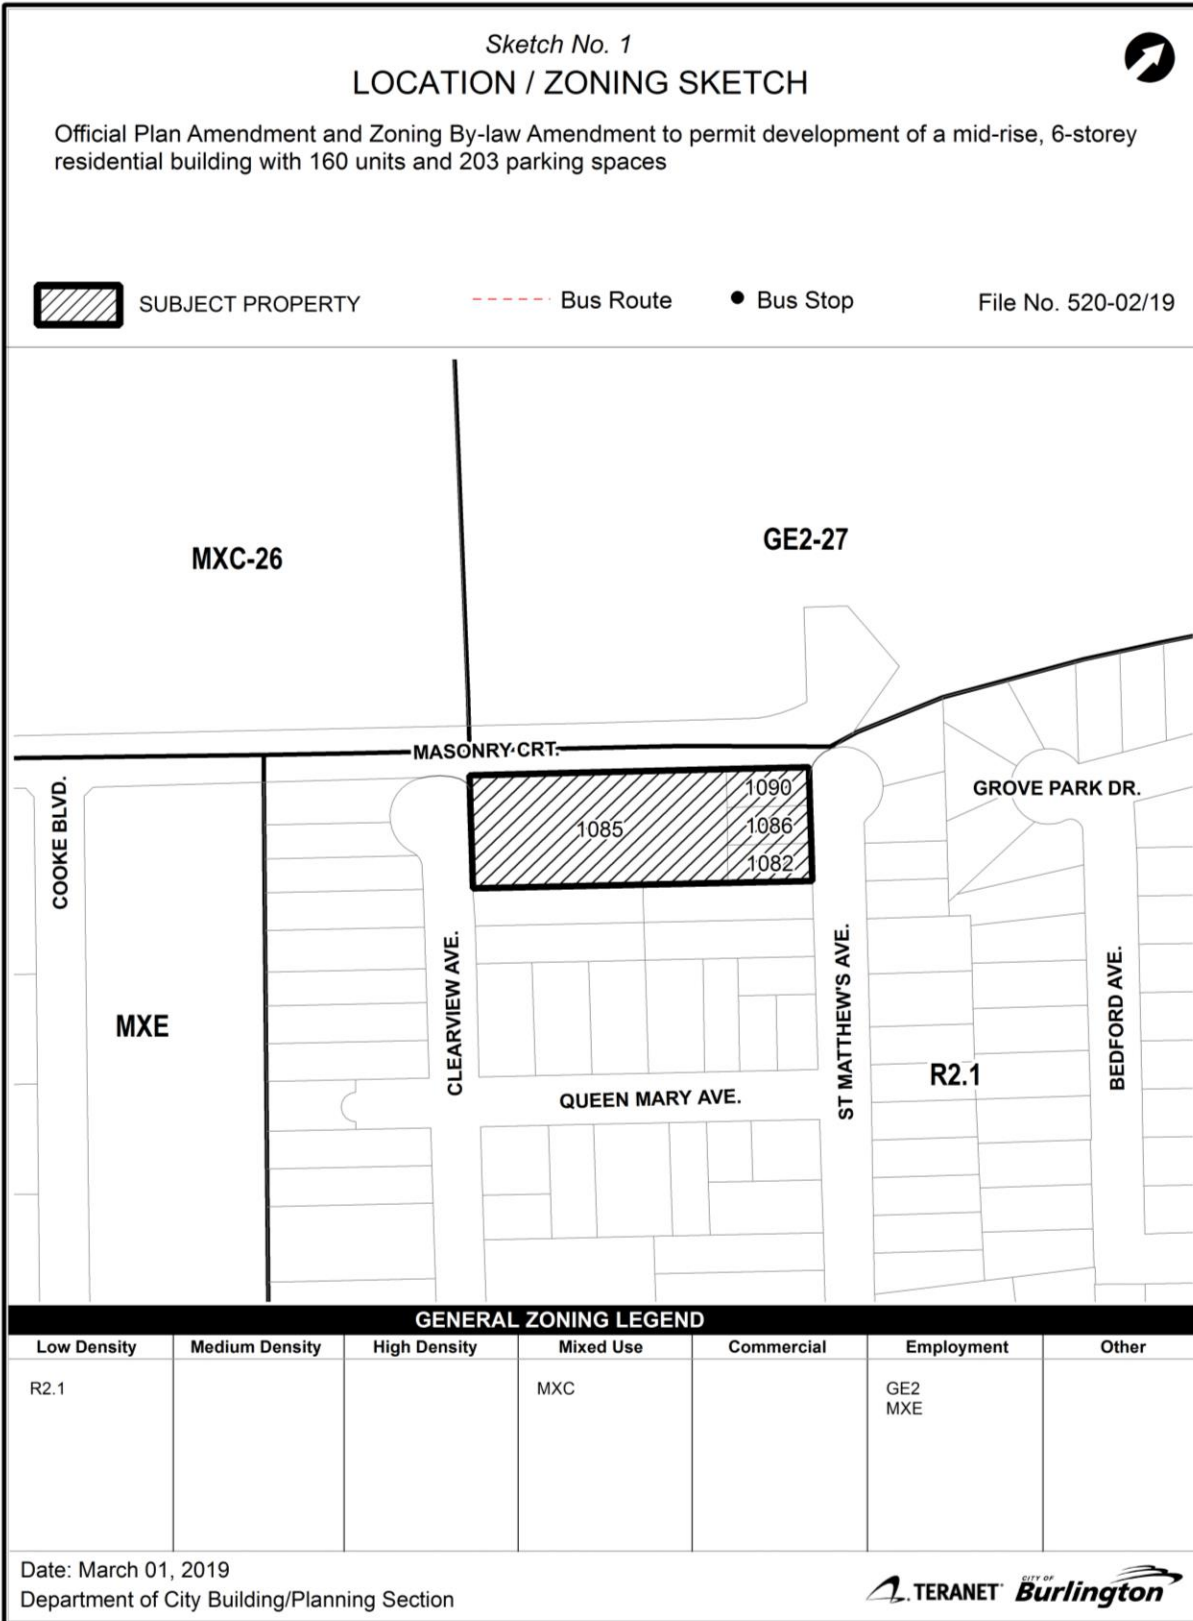 Sketch No. 1
LOCATION / ZONING SKETCH
Official Plan Amendment and Zoning By-law Amendment to permit development of a mid-rise, 6-storey
residential building with 160 units and 203 parking spaces
SUBJECT PROPERTY
Bus Route
Bus Stop
File No. 520-02/19
MXC-26
GE2-27
MASONRY CRT.
COOKE BLVD.
1085
1090
1086
1082
GROVE PARK DR.
CLEARVIEW AVE.
ST MATTHEW'S AVE.
BEDFORD AVE.
MXE
R2.1
QUEEN MARY AVE.
GENERAL ZONING LEGEND
Low Density
Medium Density
High Density
Mixed Use
Commercial
Employment
Other
R2.1
MXC
GE2
MXE
Date: March 01, 2019
Department of City Building/Planning Section
TERANET
CITY OF
Burlington